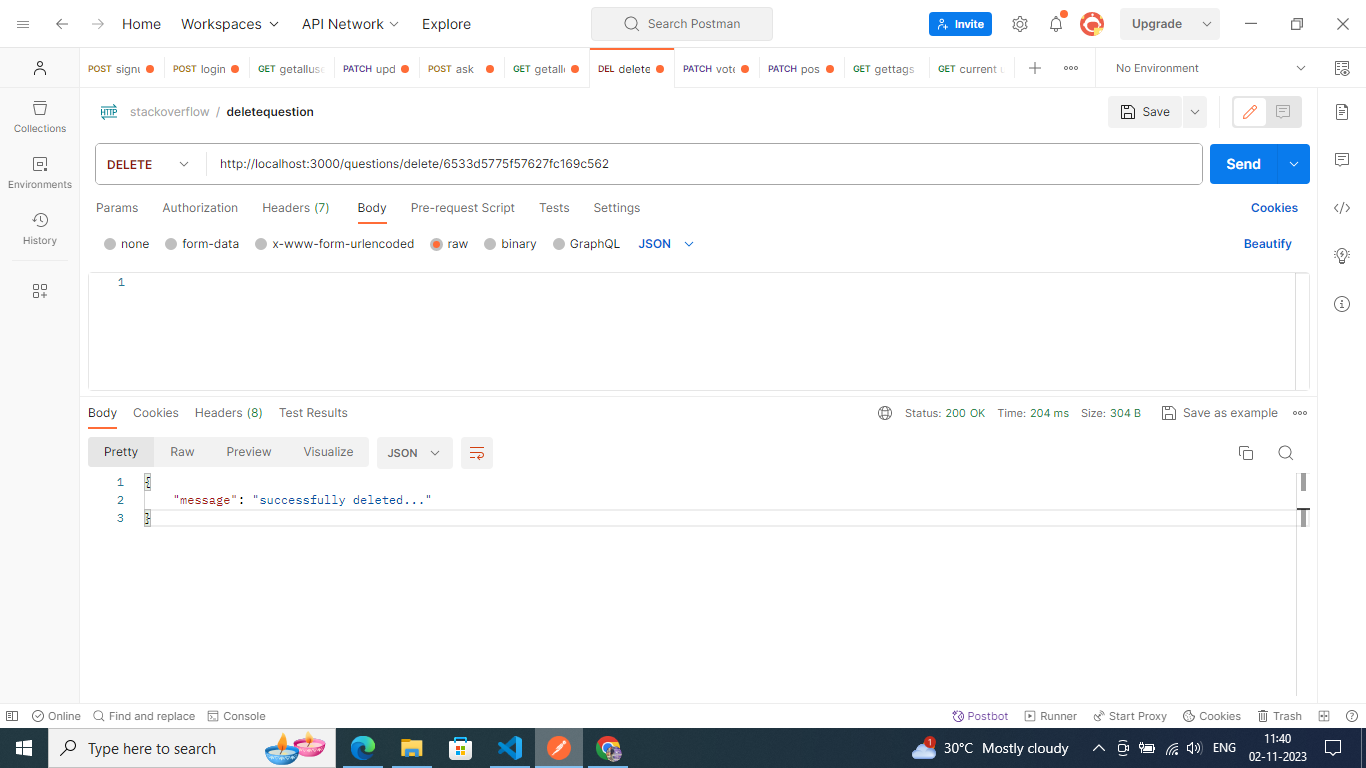 Home Workspaces API Network Explore Search Postman Invite Upgrade
POST signu POST login GET getalluse PATCH upd POST ask GET getalle DEL delete PATCH vote PATCH pos GET gettags GET current u No Environment
HTTP stackoverflow / deletequestion Save
Collections
DELETE http://localhost:3000/questions/delete/6533d5775f57627fc169c562 Send
Environments
Params Authorization Headers (7) Body Pre-request Script Tests Settings Cookies
History
none form-data x-www-form-urlencoded raw binary GraphQL JSON Beautify
1
Body Cookies Headers (8) Test Results Status: 200 OK Time: 204 ms Size: 304 B Save as example
Pretty Raw Preview Visualize JSON
1 {
2 "message": "successfully deleted..."
3 }
Online Find and replace Console Postbot Runner Start Proxy Cookies Trash
Type here to search 1 30°C Mostly cloudy ENG 11:40
02-11-2023